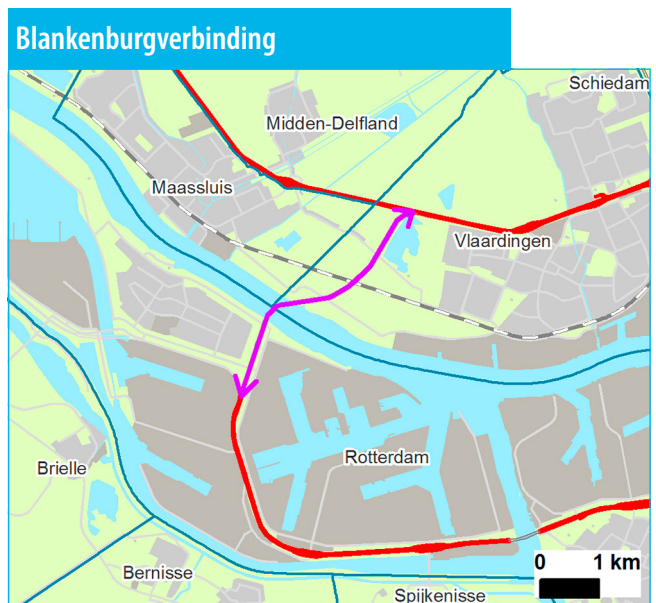 Blankenburgverbinding
Schiedam
Midden-Delfland
Maassluis
Vlaardingen
Rotterdam
Brielle
Bernisse
0 1 km
Spijkenisse